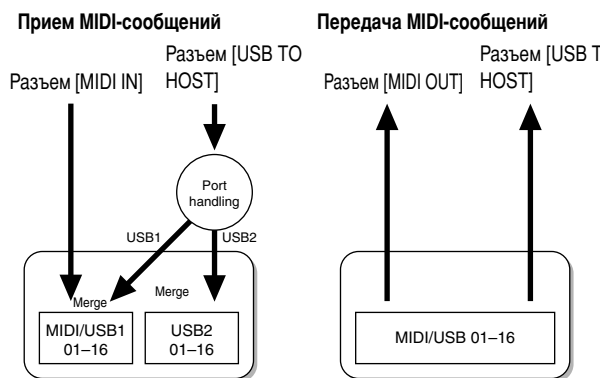 Прием MIDI-сообщений
Разъем [USB TO
HOST]
Разъем [MIDI IN]
Port
handling
USB1
USB2
Merge
Merge
MIDI/USB1
01–16
USB2
01–16
Передача MIDI-сообщений
Разъем [USB T
HOST]
Разъем [MIDI OUT]
MIDI/USB 01–16